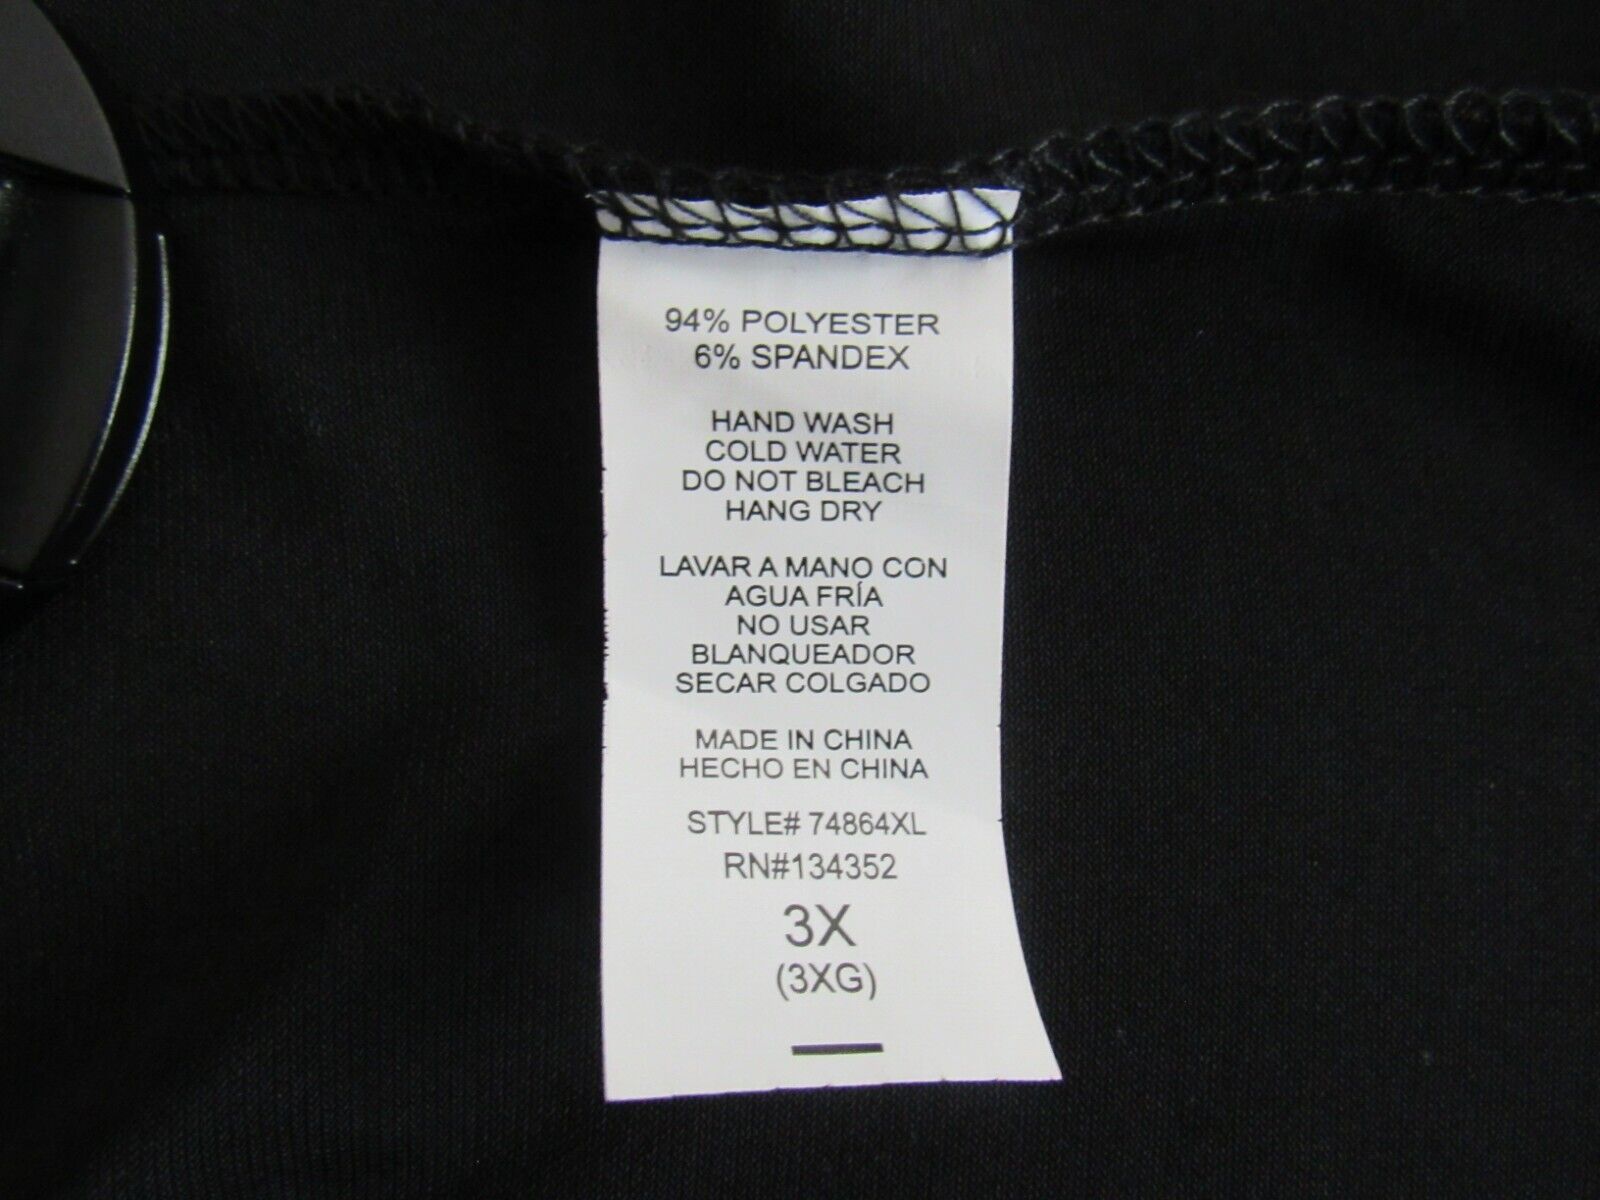 94% POLYESTER
6% SPANDEX
HAND WASH
COLD WATER
DO NOT BLEACH
HANG DRY
LAVAR A MANO CON
AGUA FRÍA
NO USAR
BLANQUEADOR
SECAR COLGADO
MADE IN CHINA
HECHO EN CHINA
STYLE# 74864XL
RN#134352
3X
(3XG)